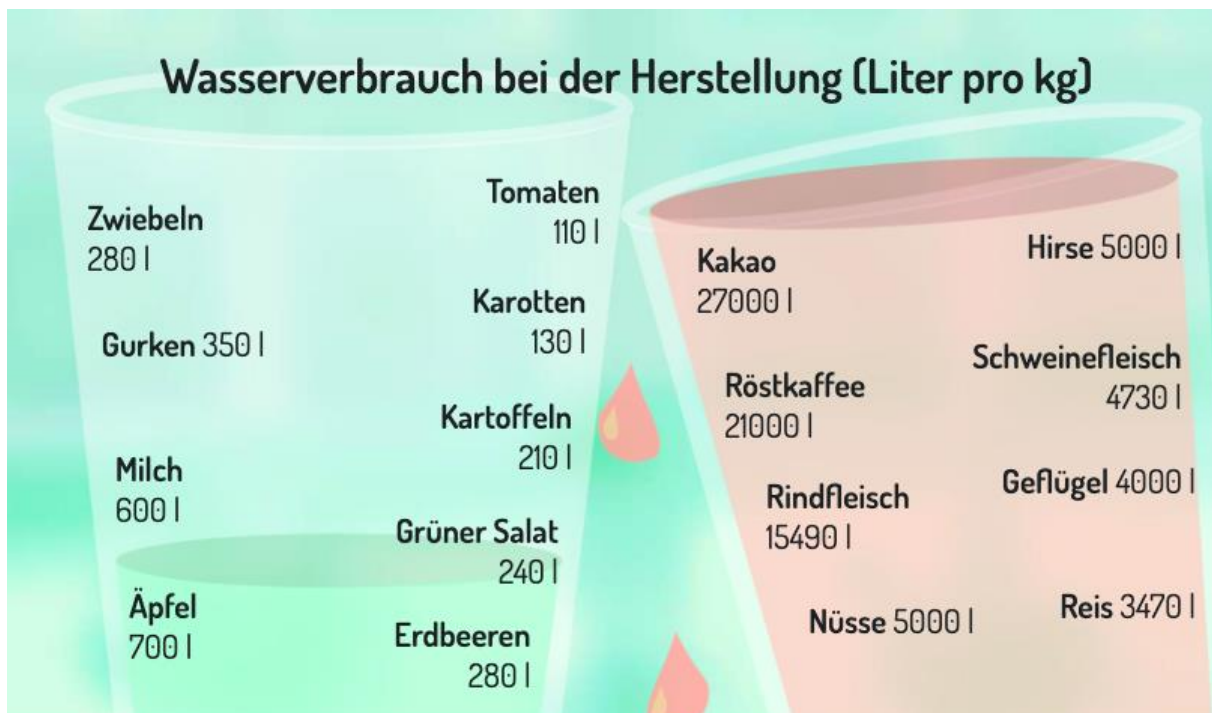 Wasserverbrauch bei der Herstellung (Liter pro kg)
Zwiebeln
280 l
Gurken 350 l
Milch
600 l
Äpfel
700 l
Tomaten
110 l
Karotten
130 l
Kartoffeln
210 l
Grüner Salat
240 l
Erdbeeren
280 l
Kakao
27000 l
Röstkaffee
21000 l
Rindfleisch
15490 l
Nüsse 5000 l
Hirse 5000 l
Schweinefleisch
4730 l
Geflügel 4000 l
Reis 3470 l